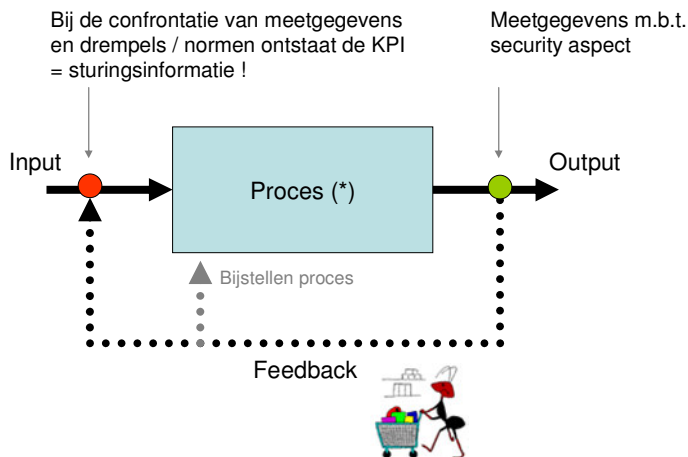 Bij de confrontatie van meetgegevens
en drempels / normen ontstaat de KPI
= sturingsinformatie !
Meetgegevens m.b.t.
security aspect
Input
Output
Proces (*)
Bijstellen proces
Feedback